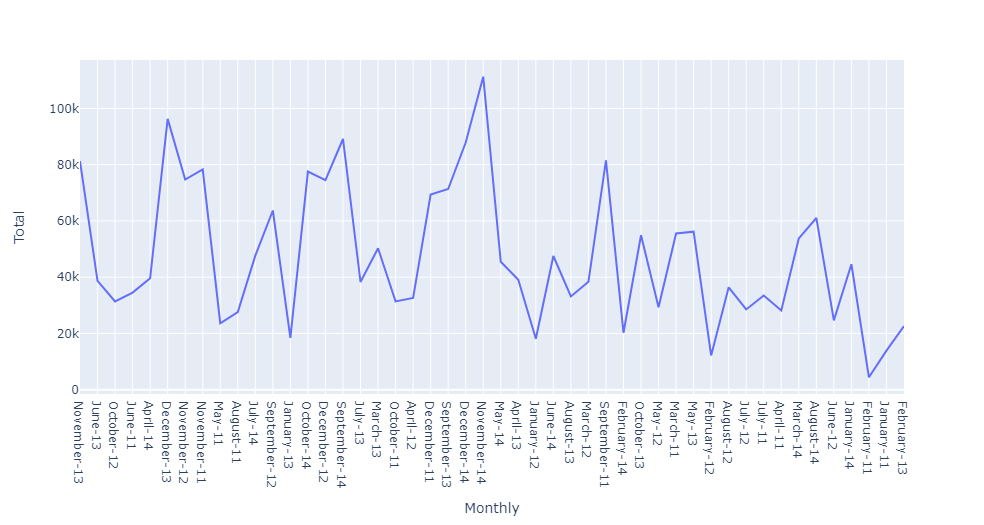 100k
80k
60k
40k
20k
0
Total
November-13
June-13
October-12
June-11
April-14
December-13
November-12
November-11
May-11
August-11
July-14
September-12
January-13
October-14
December-12
September-14
July-13
March-13
October-11
April-12
December-11
September-13
December-14
November-14
May-14
April-13
January-12
June-14
August-13
March-12
September-11
February-14
October-13
May-12
March-11
May-13
February-12
August-12
July-12
July-11
April-11
March-14
August-14
June-12
January-14
February-11
January-11
February-13
Monthly